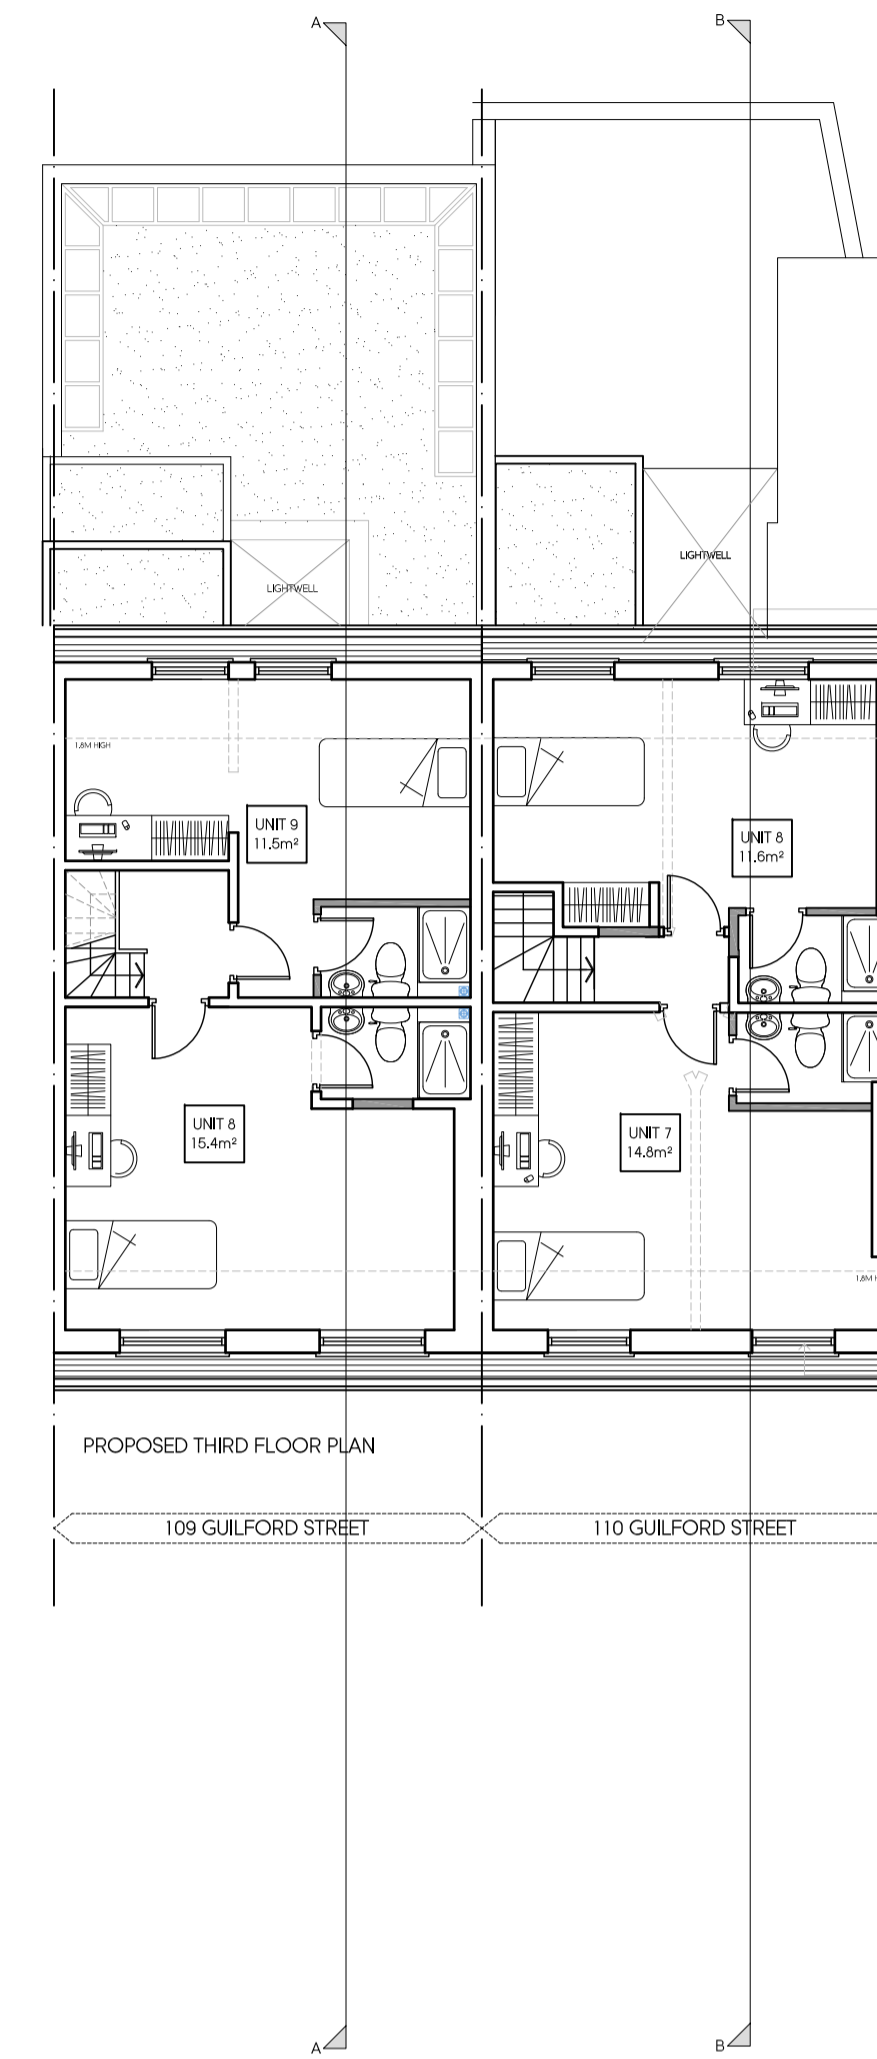 A
B
LIGHTWELL
LIGHTWELL
1.8M HIGH
UNIT 9
11.5m²
UNIT 8
11.6m²
UNIT 8
15.4m²
UNIT 7
14.8m²
1.8M H
PROPOSED THIRD FLOOR PLAN
109 GUILFORD STREET
110 GUILFORD STREET
A
B